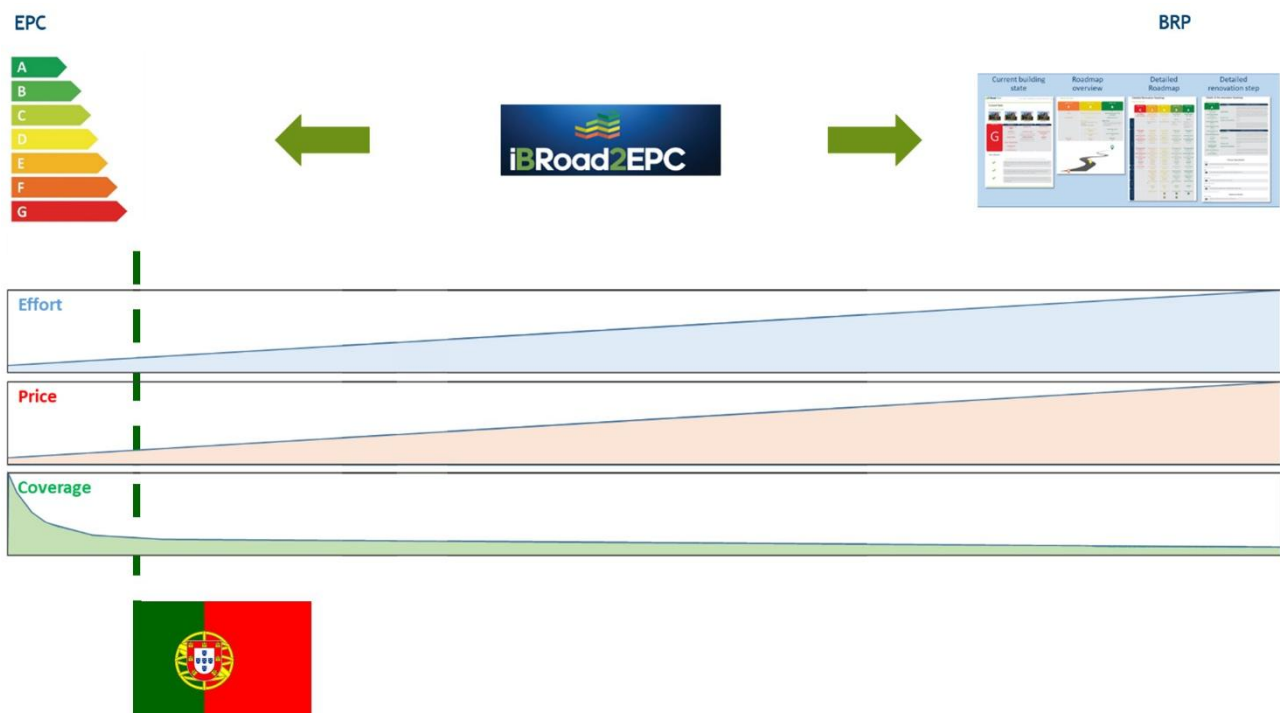 EPC
BRP
A
B
C
D
E
F
G
iBRoad2EPC
Current building
state
Roadmap
overview
Detailed
Roadmap
Detailed
renovation step
G
Effort
Price
Coverage